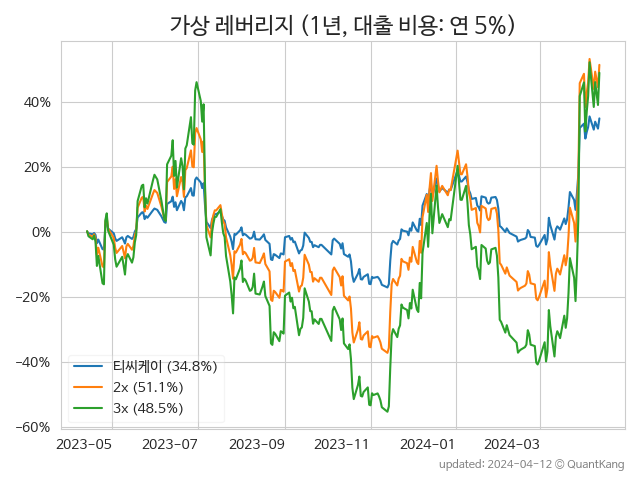 가상 레버리지 (1년, 대출 비용: 연 5%)
40%
20%
0%
−20%
−40%
−60%
티씨케이 (34.8%)
2x (51.1%)
3x (48.5%)
2023-05 2023-07 2023-09 2023-11 2024-01 2024-03
updated: 2024-04-12 © QuantKang